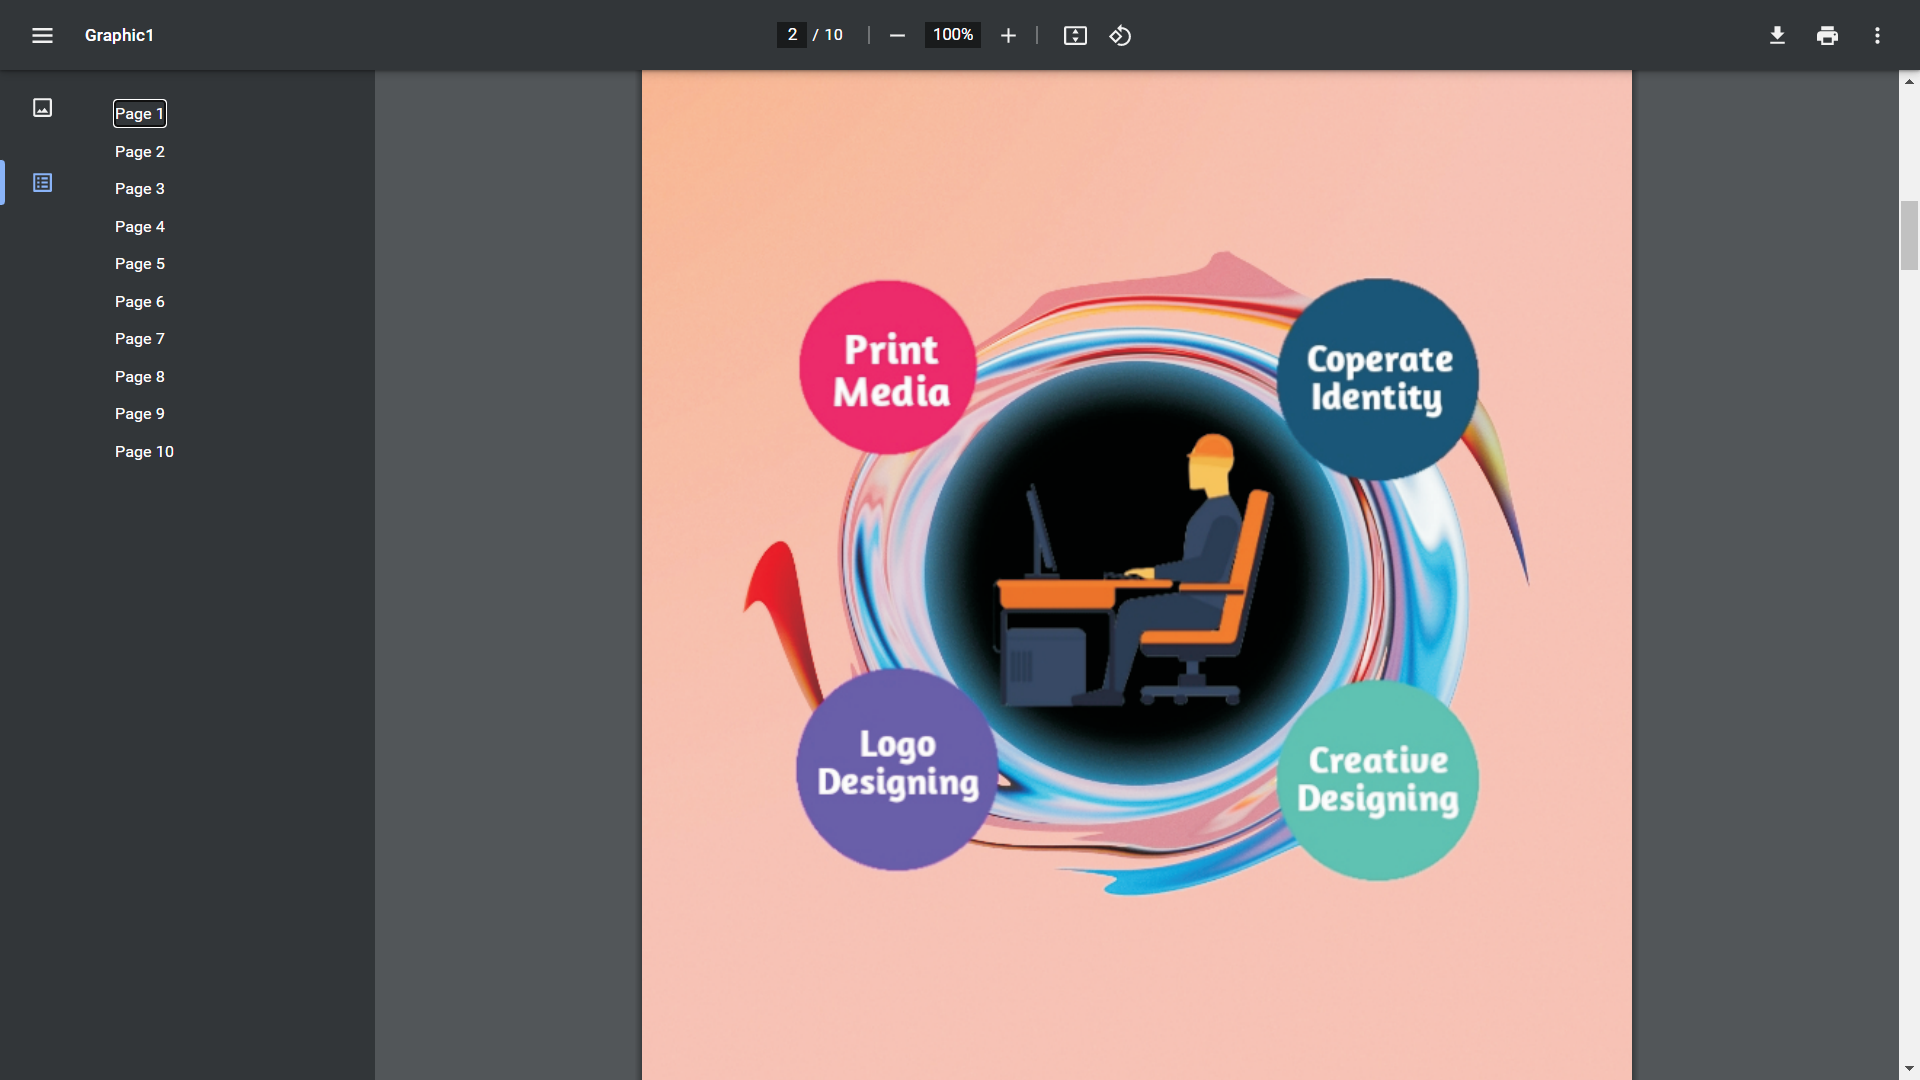 Graphic1
2 / 10
100%
Page 1
Page 2
Page 3
Page 4
Page 5
Page 6
Page 7
Page 8
Page 9
Page 10
Print
Media
Coperate
Identity
Logo
Designing
Creative
Designing